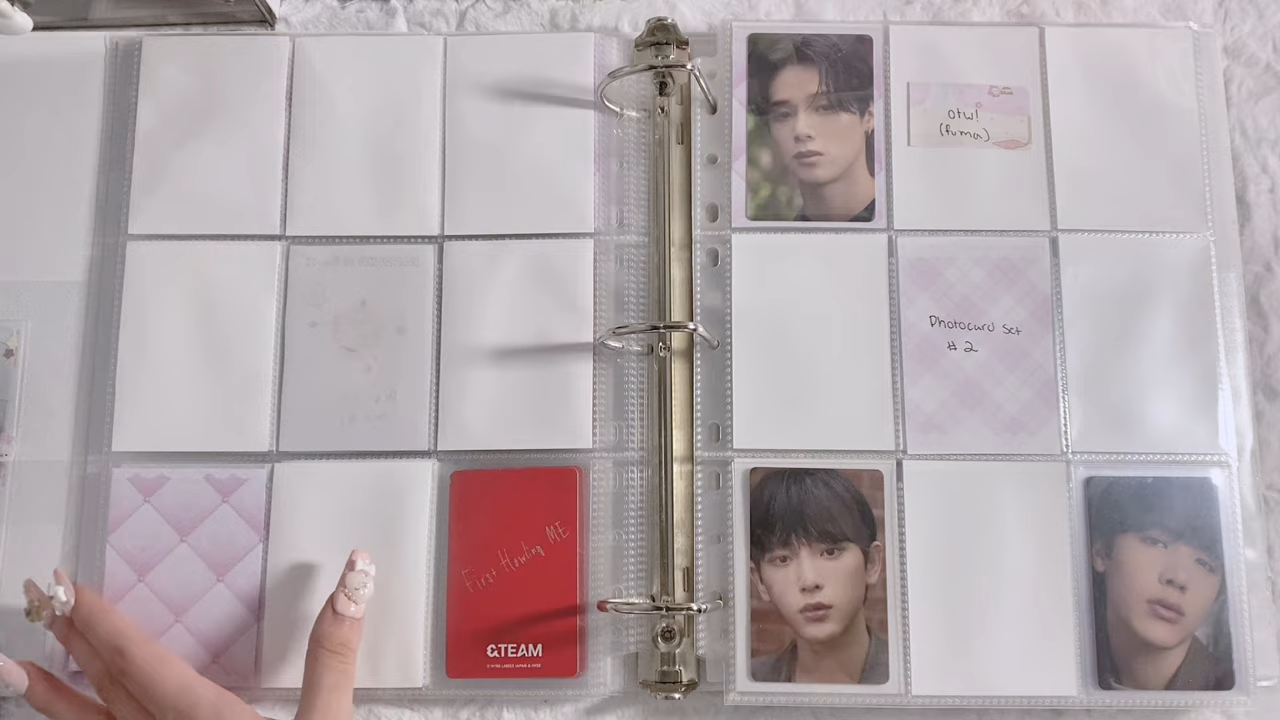 otw!
(fuma)
Photocard Set
# 2
First Howling ME
&TEAM